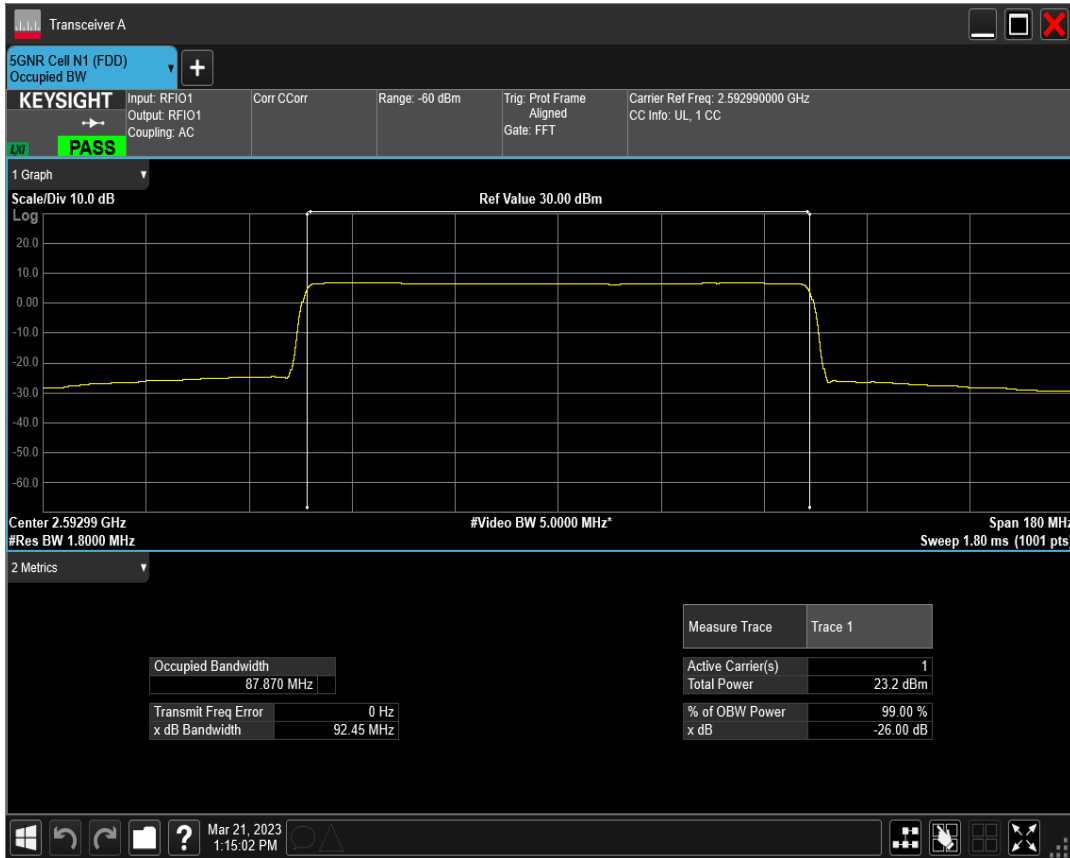 Transceiver A
5GNR Cell N1 (FDD)
Occupied BW
+
KEYSIGHT
LXI
PASS
Input: RFIO1
Output: RFIO1
Coupling: AC
Corr CCorr
Range: -60 dBm
Trig: Prot Frame
Aligned
Gate: FFT
Carrier Ref Freq: 2.592990000 GHz
CC Info: UL, 1 CC
1 Graph
Scale/Div 10.0 dB
Ref Value 30.00 dBm
Log
20.0
10.0
0.00
-10.0
-20.0
-30.0
-40.0
-50.0
-60.0
Center 2.59299 GHz
#Video BW 5.0000 MHz*
Span 180 MHz
#Res BW 1.8000 MHz
Sweep 1.80 ms (1001 pts)
2 Metrics
Measure Trace Trace 1
Occupied Bandwidth
87.870 MHz
Active Carrier(s) 1
Total Power 23.2 dBm
Transmit Freq Error 0 Hz
x dB Bandwidth 92.45 MHz
% of OBW Power 99.00 %
x dB -26.00 dB
?
Mar 21, 2023
1:15:02 PM